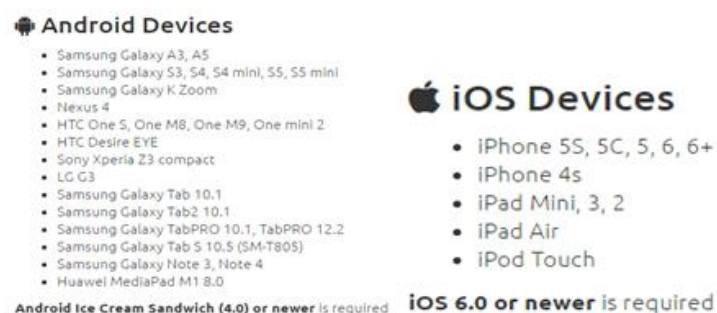 Android Devices
• Samsung Galaxy A3, A5
• Samsung Galaxy S3, S4, S4 mini, S5, S5 mini
• Samsung Galaxy K Zoom
• Nexus 4
• HTC One S, One M8, One M9, One mini 2
• HTC Desire EYE
• Sony Xperia Z3 compact
• LG G3
• Samsung Galaxy Tab 10.1
• Samsung Galaxy Tab2 10.1
• Samsung Galaxy TabPRO 10.1, TabPRO 12.2
• Samsung Galaxy Tab S 10.5 (SM-T805)
• Samsung Galaxy Note 3, Note 4
• Huawei MediaPad M1 8.0
Android Ice Cream Sandwich (4.0) or newer is required
iOS Devices
• iPhone 5S, 5C, 5, 6, 6+
• iPhone 4s
• iPad Mini, 3, 2
• iPad Air
• iPod Touch
iOS 6.0 or newer is required